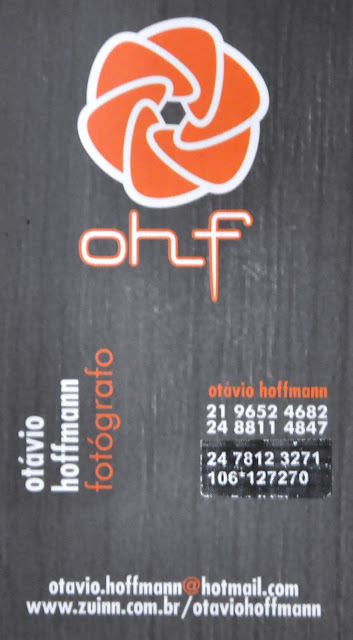 ohf
otávio
hoffmann
fotógrafo
otávio hoffmann
21 9652 4682
24 8811 4847
24 7812 3271
106*127270
otavio.hoffmann@hotmail.com
www.zuinn.com.br/otaviohoffmann